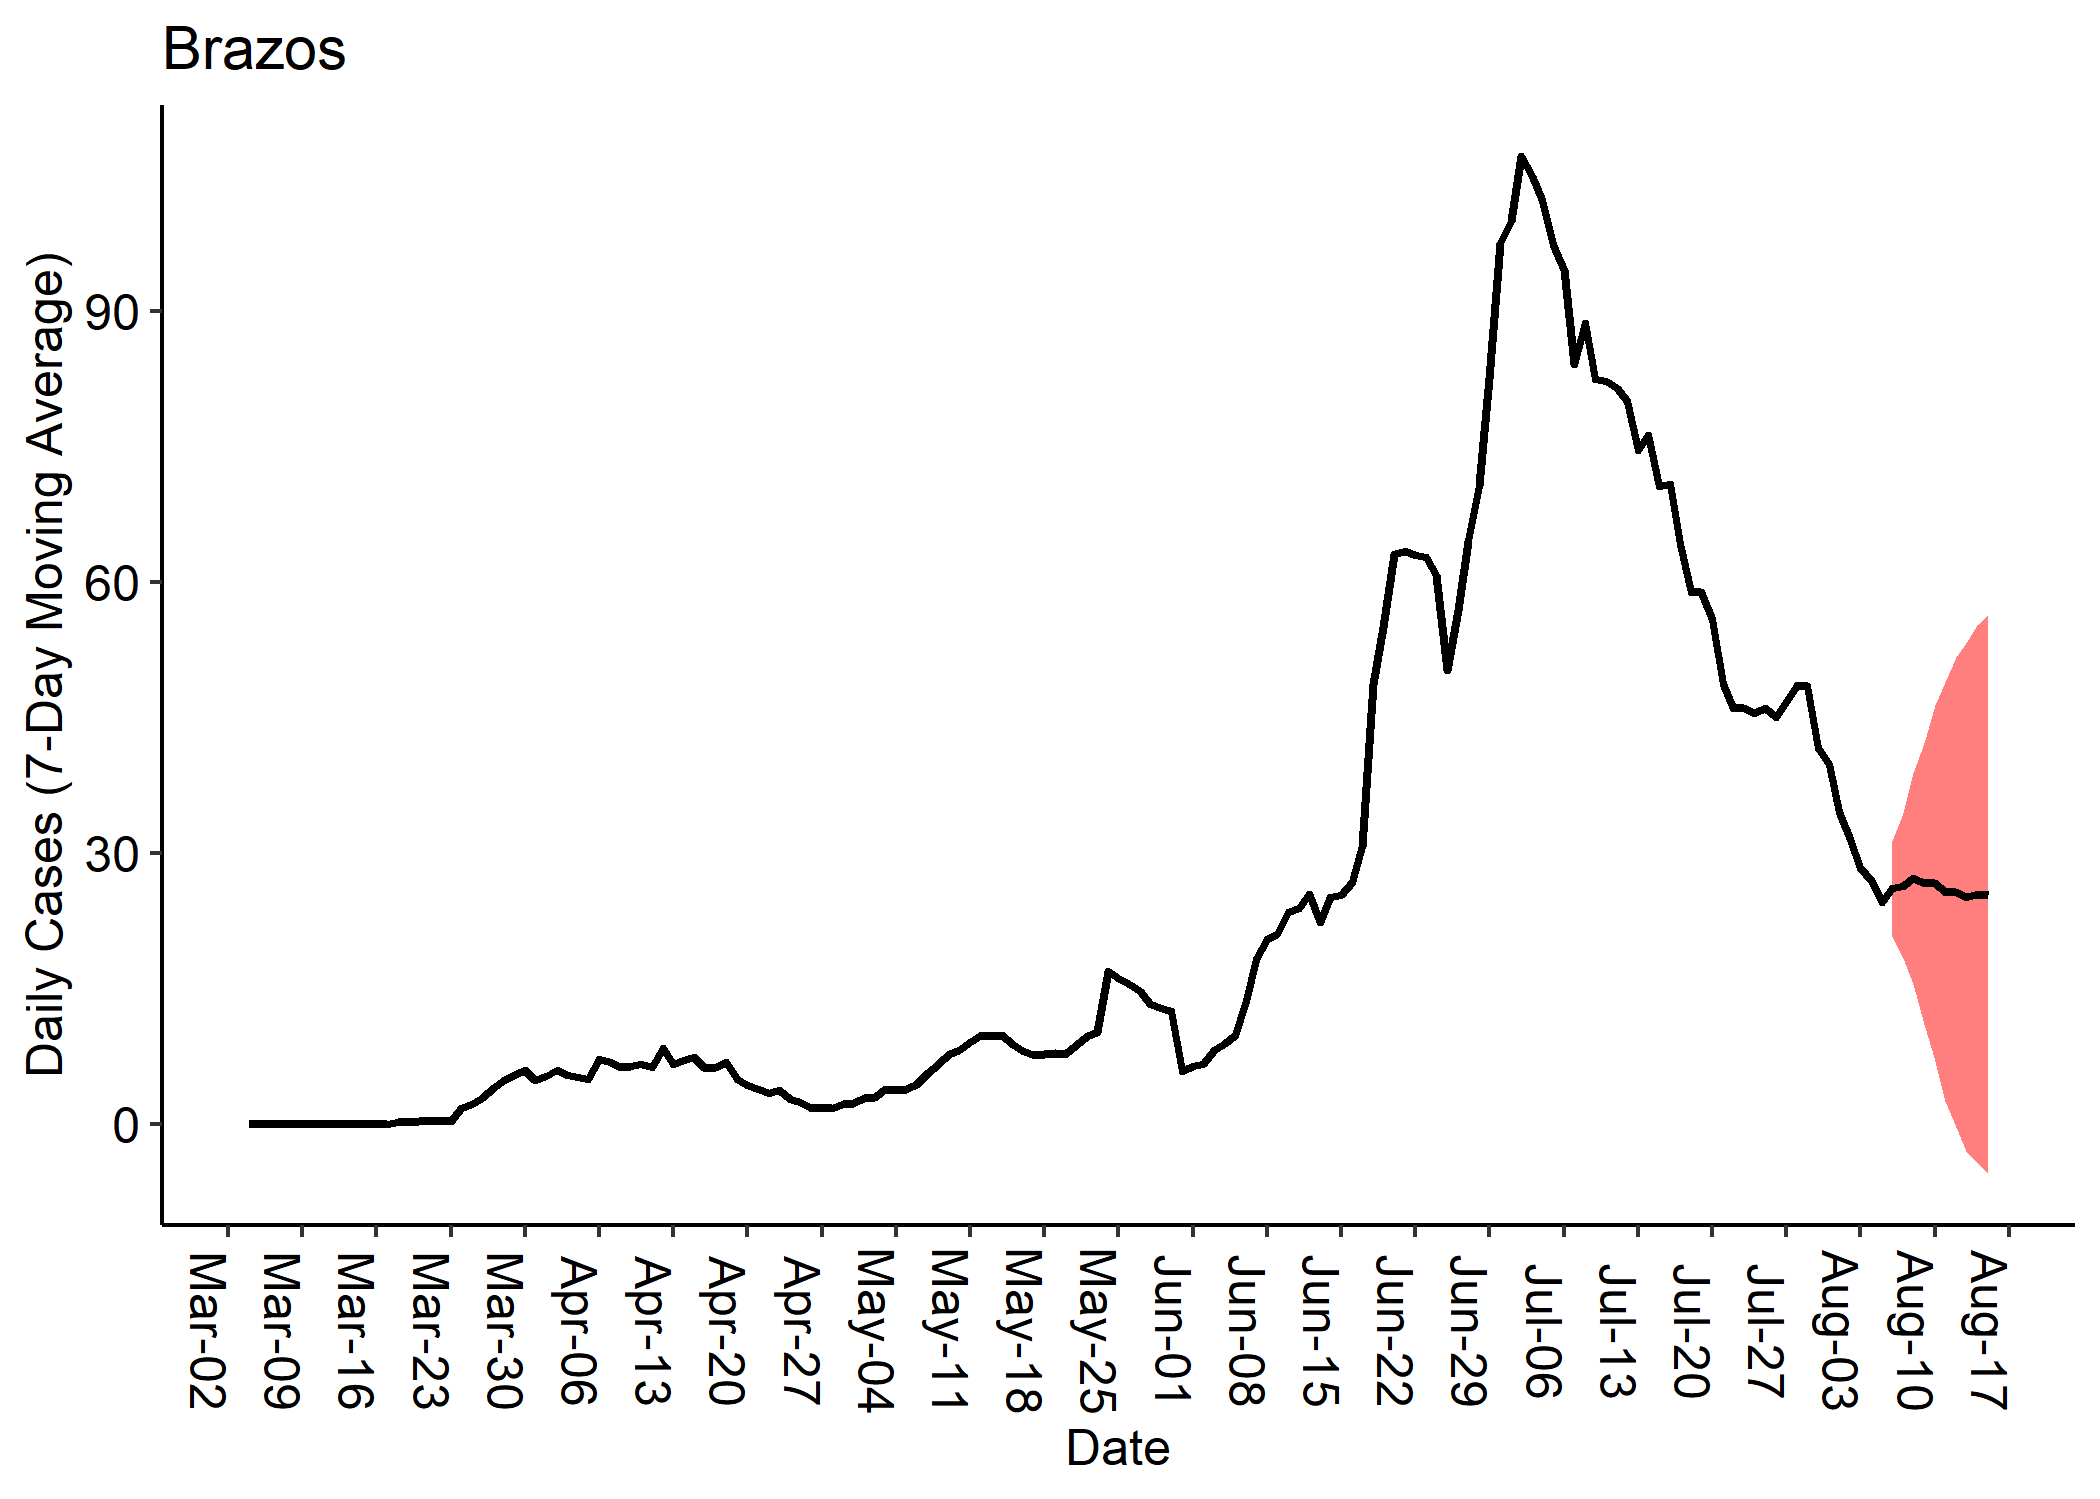 Brazos
Daily Cases (7-Day Moving Average)
90
60
30
0
Mar-02
Mar-09
Mar-16
Mar-23
Mar-30
Apr-06
Apr-13
Apr-20
Apr-27
May-04
May-11
May-18
May-25
Jun-01
Jun-08
Jun-15
Jun-22
Jun-29
Jul-06
Jul-13
Jul-20
Jul-27
Aug-03
Aug-10
Aug-17
Date